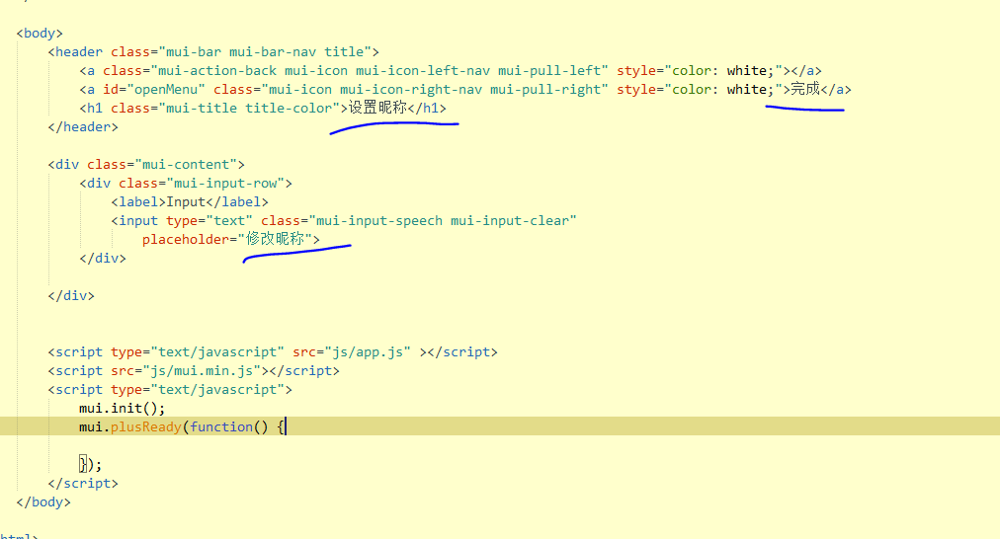 <body>
<header class="mui-bar mui-bar-nav title">
<a class="mui-action-back mui-icon mui-icon-left-nav mui-pull-left" style="color: white;"></a>
<a id="openMenu" class="mui-icon mui-icon-right-nav mui-pull-right" style="color: white;">完成</a>
<h1 class="mui-title title-color">设置昵称</h1>
</header>
<div class="mui-content">
<div class="mui-input-row">
<label>Input</label>
<input type="text" class="mui-input-speech mui-input-clear"
placeholder="修改昵称">
</div>
</div>
<script type="text/javascript" src="js/app.js" ></script>
<script src="js/mui.min.js"></script>
<script type="text/javascript">
mui.init();
mui.plusReady(function() {
});
</script>
</body>
html>